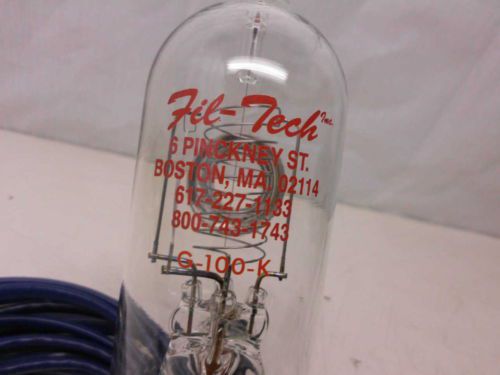 Fil-Tech Inc.
6 PINCKNEY ST.
BOSTON, MA 02114
617-227-1133
800-743-1743
G-100-K